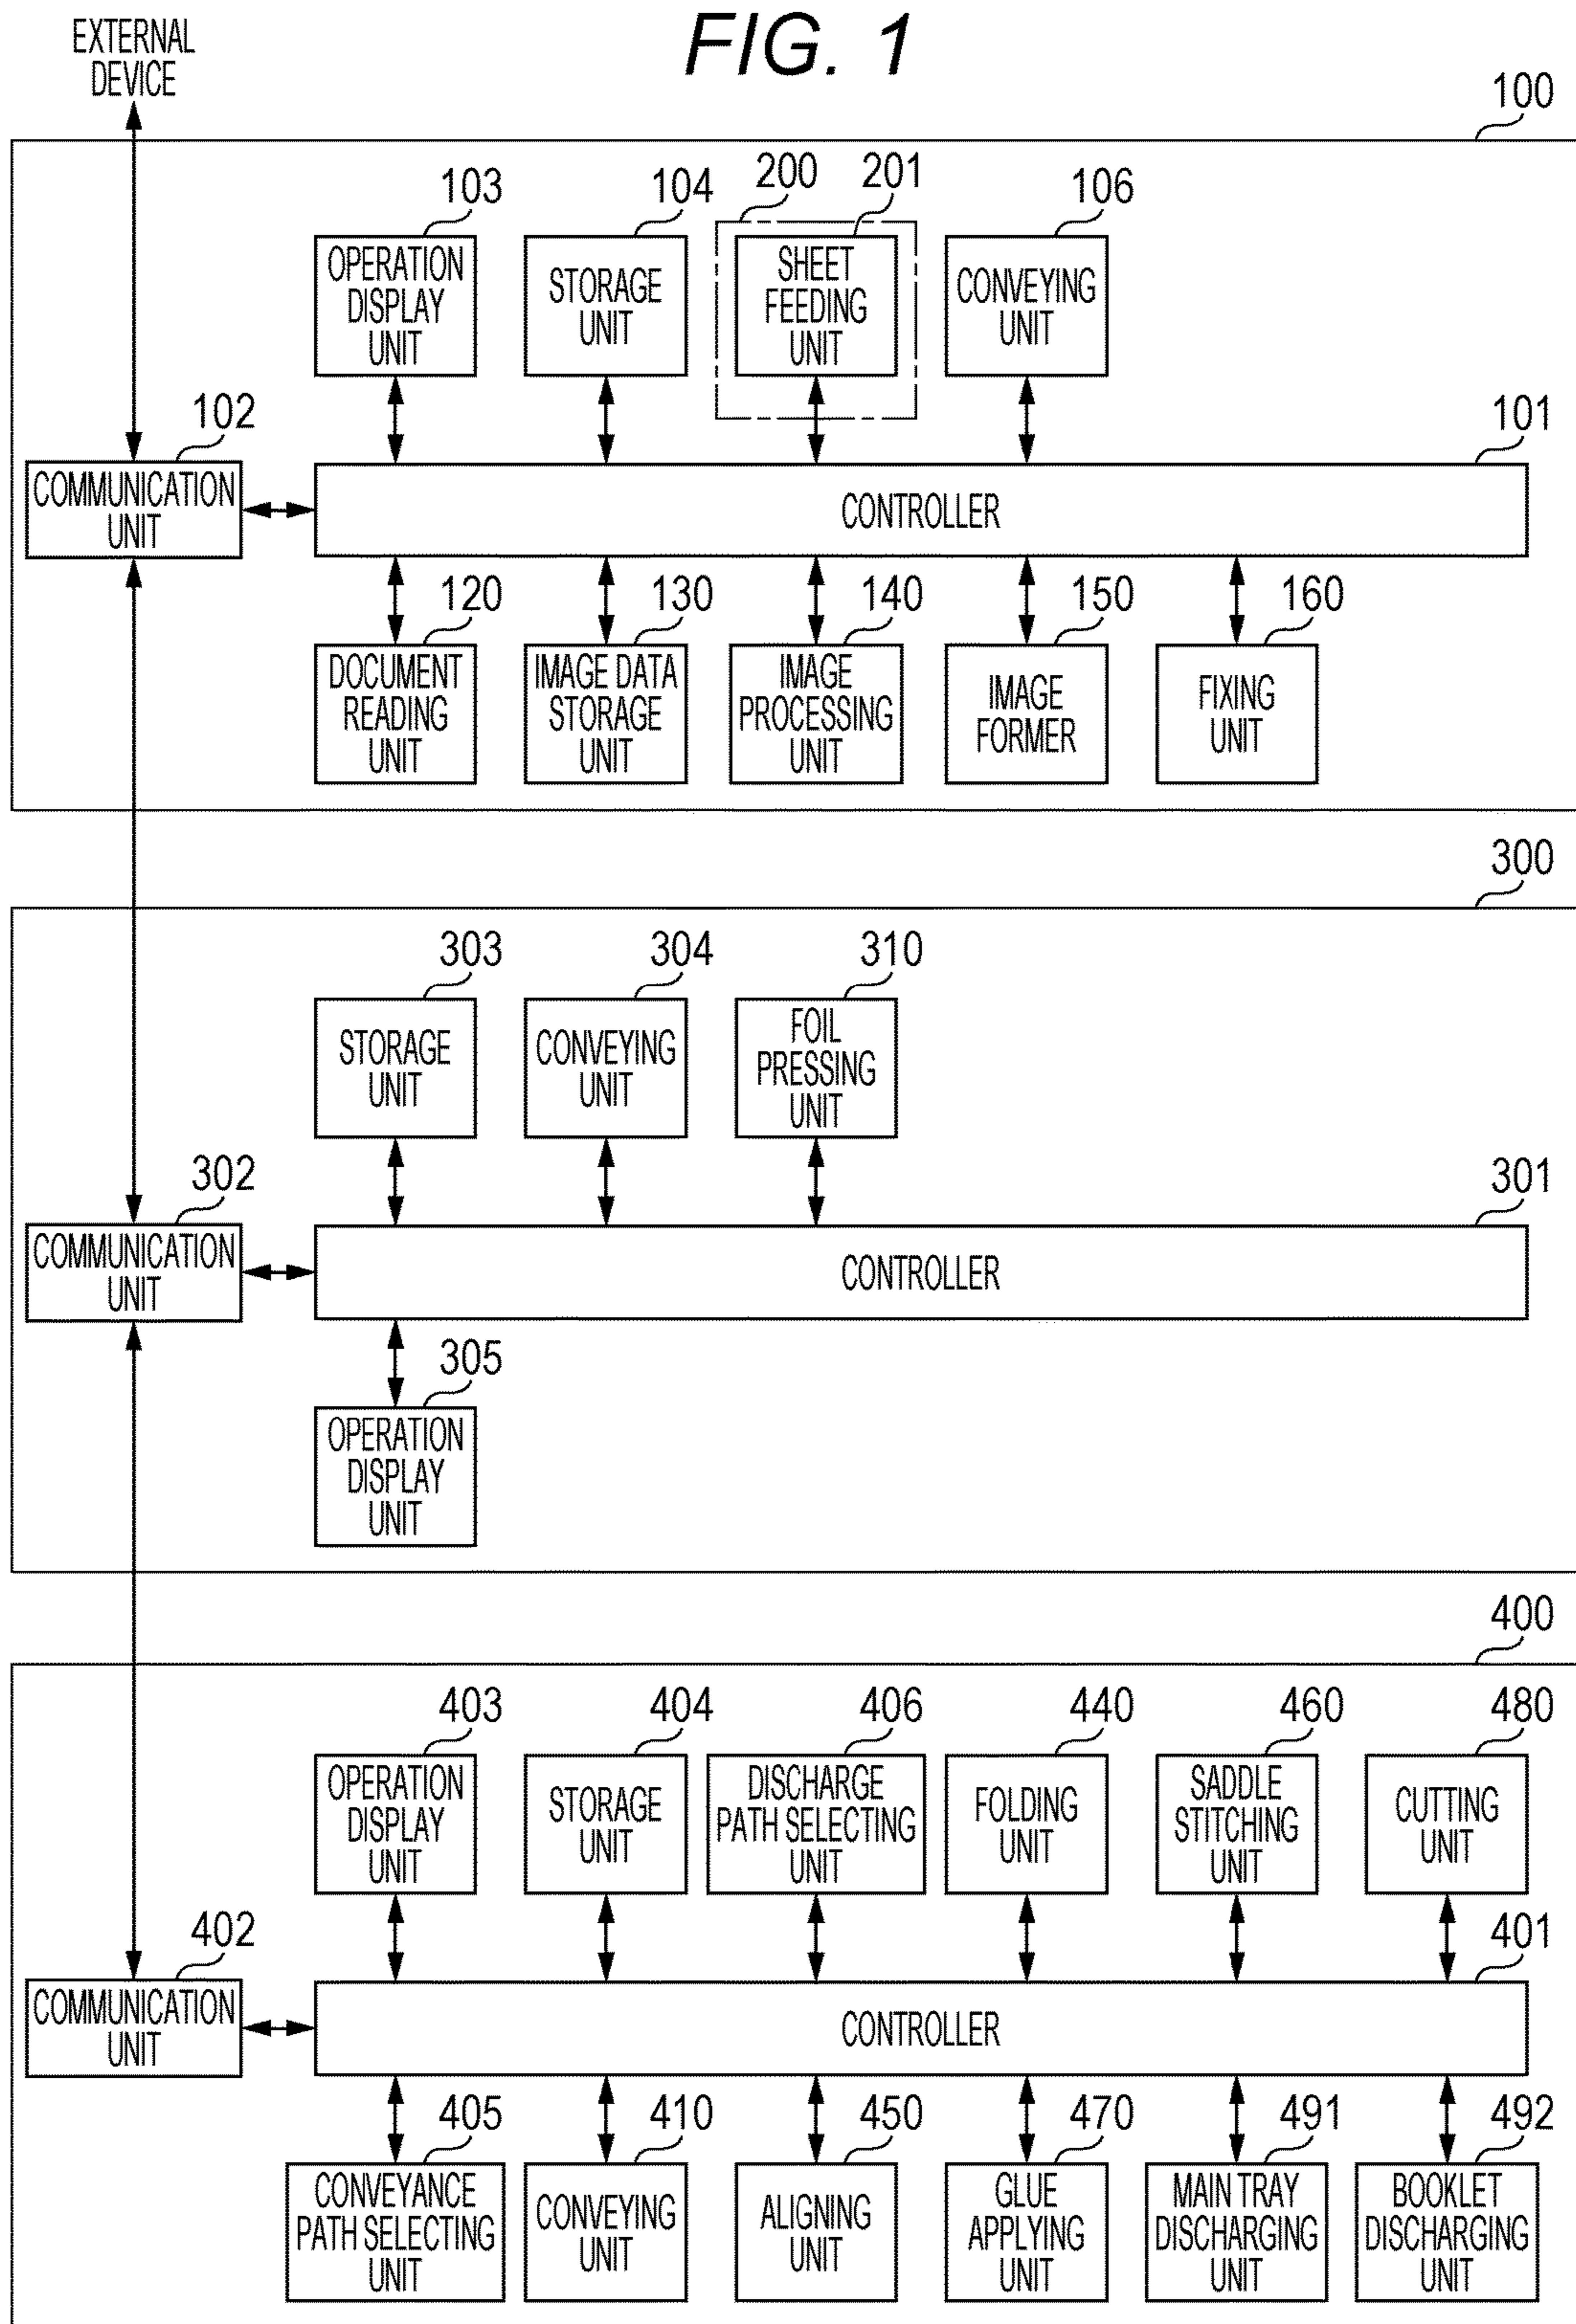 FIG. 1
EXTERNAL
DEVICE
100
103
104
200
201
106
OPERATION
DISPLAY
UNIT
STORAGE
UNIT
SHEET
FEEDING
UNIT
CONVEYING
UNIT
102
101
COMMUNICATION
UNIT
CONTROLLER
120
130
140
150
160
DOCUMENT
READING
UNIT
IMAGE DATA
STORAGE
UNIT
IMAGE
PROCESSING
UNIT
IMAGE
FORMER
FIXING
UNIT
300
303
304
310
STORAGE
UNIT
CONVEYING
UNIT
FOIL
PRESSING
UNIT
302
301
COMMUNICATION
UNIT
CONTROLLER
305
OPERATION
DISPLAY
UNIT
400
403
404
406
440
460
480
OPERATION
DISPLAY
UNIT
STORAGE
UNIT
DISCHARGE
PATH SELECTING
UNIT
FOLDING
UNIT
SADDLE
STITCHING
UNIT
CUTTING
UNIT
402
401
COMMUNICATION
UNIT
CONTROLLER
405
410
450
470
491
492
CONVEYANCE
PATH SELECTING
UNIT
CONVEYING
UNIT
ALIGNING
UNIT
GLUE
APPLYING
UNIT
MAIN TRAY
DISCHARGING
UNIT
BOOKLET
DISCHARGING
UNIT